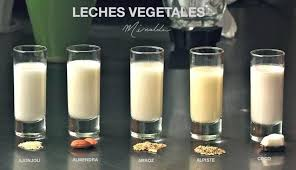 LECHES VEGETALES
AJONJOLI
ALMENDRA
ARROZ
ALPISTE
COCO